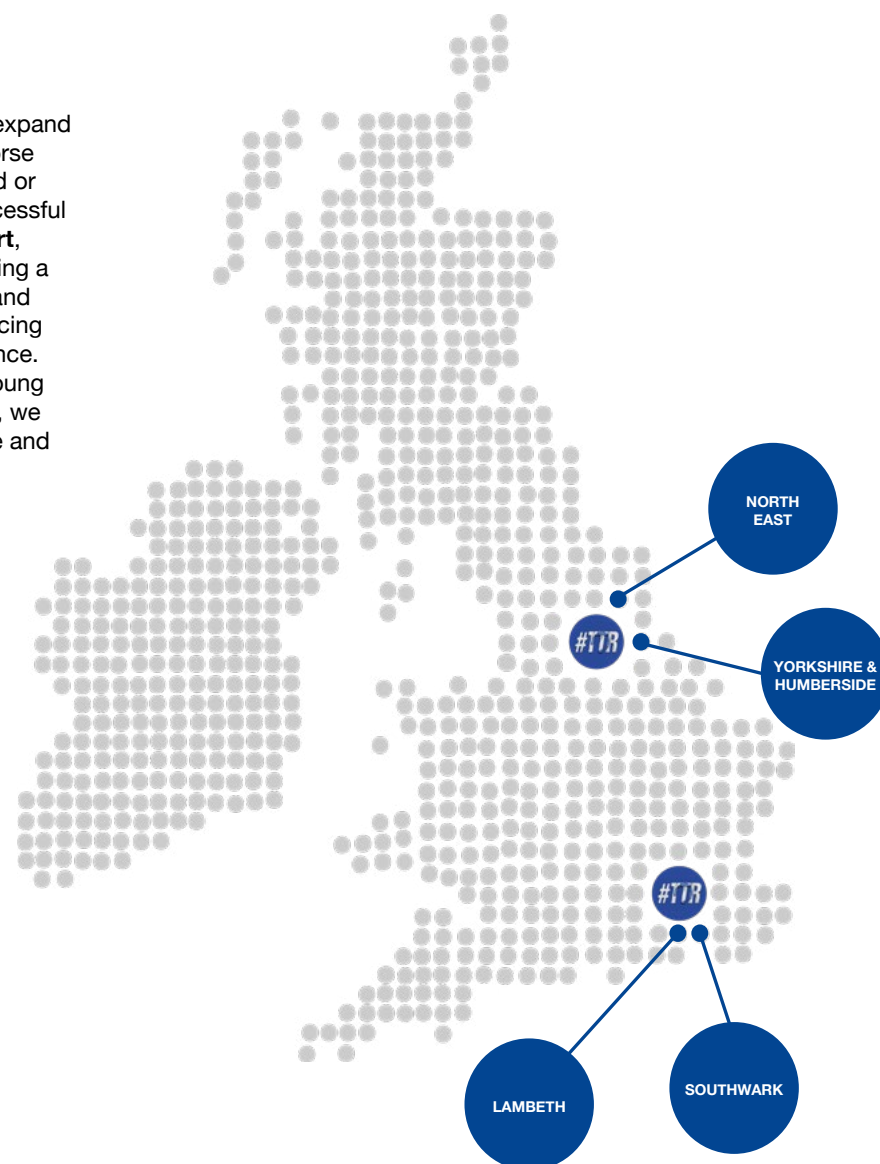 expand
orse
d or
cessful
rt,
ing a
and
cing
nce.
oung
, we
e and
NORTH
EAST
#TTR
YORKSHIRE &
HUMBERSIDE
#TTR
LAMBETH
SOUTHWARK